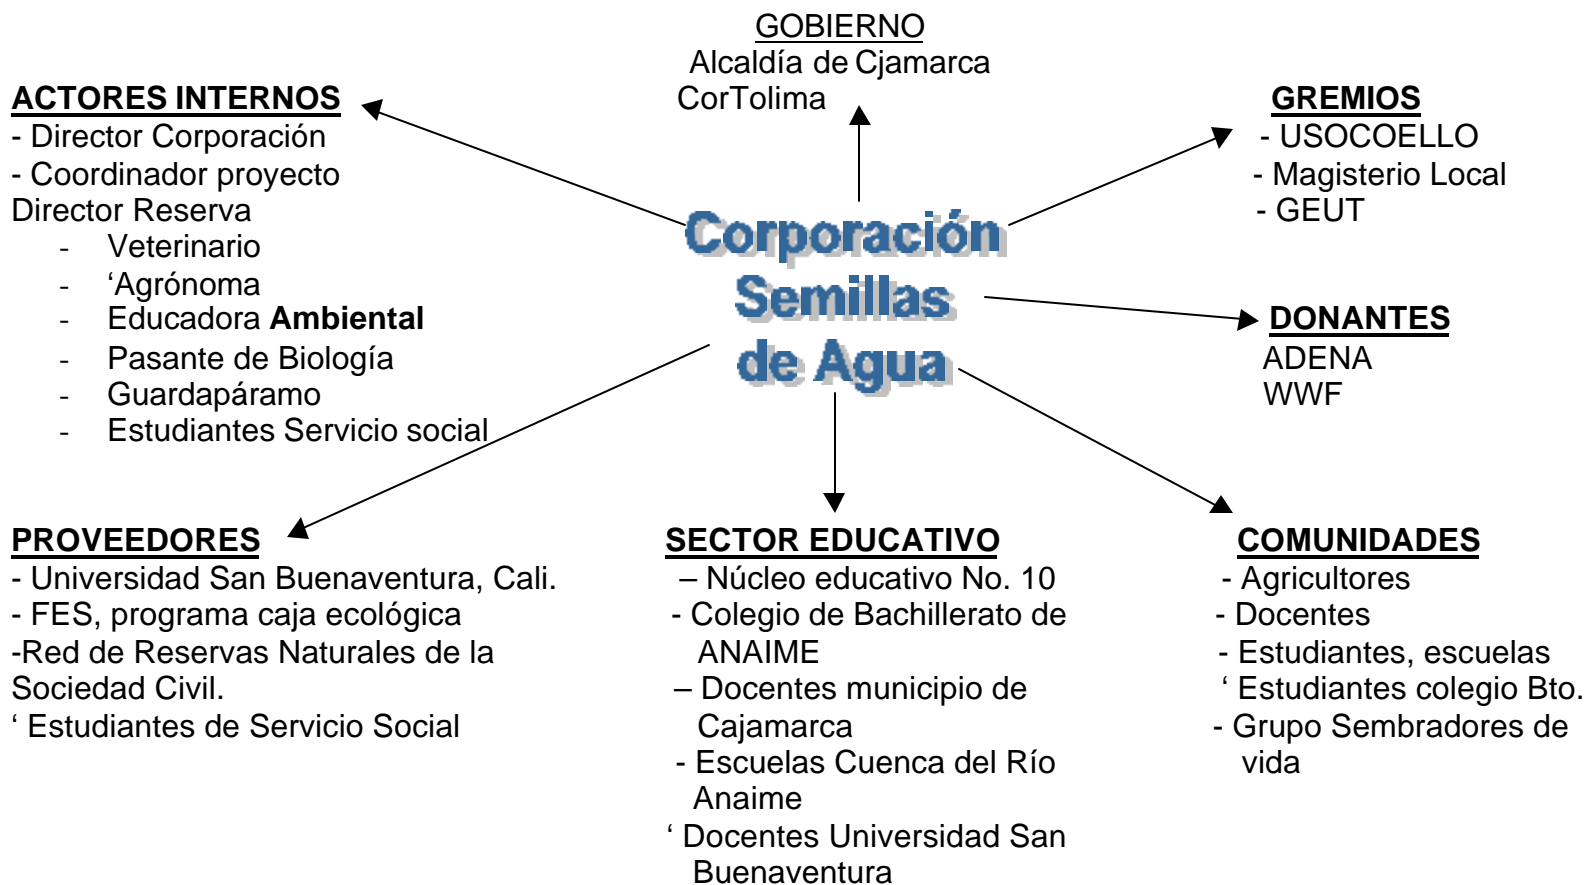 GOBIERNO
Alcaldía de Cjamarca
CorTolima
ACTORES INTERNOS
- Director Corporación
- Coordinador proyecto
Director Reserva
- Veterinario
- ‘Agrónoma
- Educadora Ambiental
- Pasante de Biología
- Guardapáramo
- Estudiantes Servicio social
GREMIOS
- USOCOELLO
- Magisterio Local
- GEUT
Corporación
Semillas
de Agua
DONANTES
ADENA
WWF
PROVEEDORES
- Universidad San Buenaventura, Cali.
- FES, programa caja ecológica
-Red de Reservas Naturales de la
Sociedad Civil.
‘ Estudiantes de Servicio Social
SECTOR EDUCATIVO
– Núcleo educativo No. 10
- Colegio de Bachillerato de
ANAIME
– Docentes municipio de
Cajamarca
- Escuelas Cuenca del Río
Anaime
‘ Docentes Universidad San
Buenaventura
COMUNIDADES
- Agricultores
- Docentes
- Estudiantes, escuelas
‘ Estudiantes colegio Bto.
- Grupo Sembradores de
vida